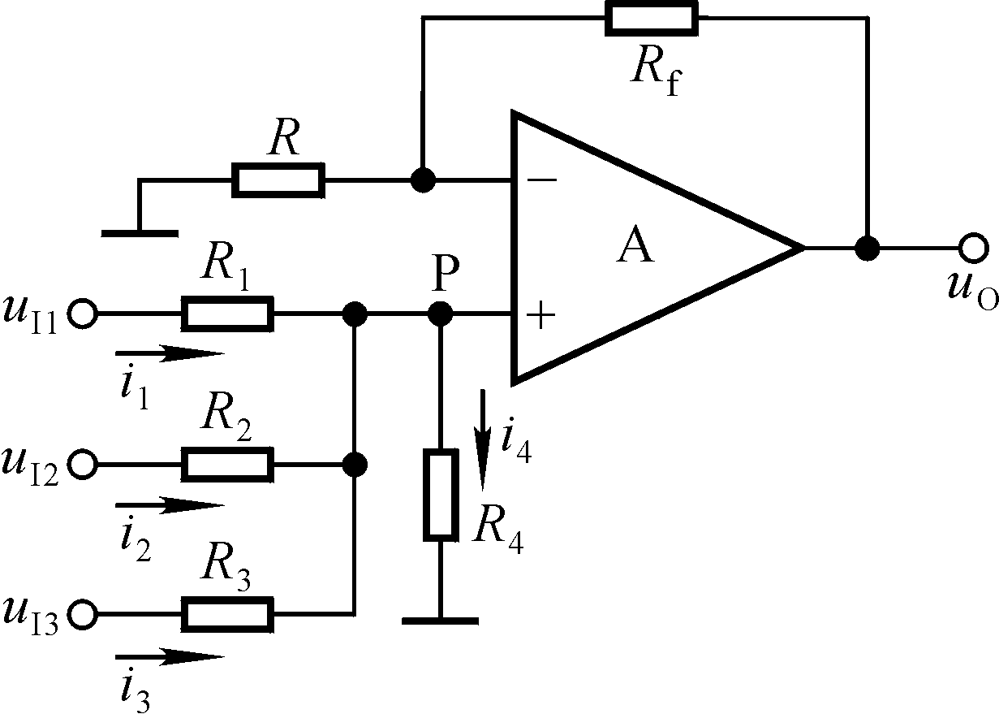 R_f
R
−
R_1
P
A
u_I1
+
u_O
i_1
R_2
i_4
u_I2
i_2
R_4
R_3
u_I3
i_3